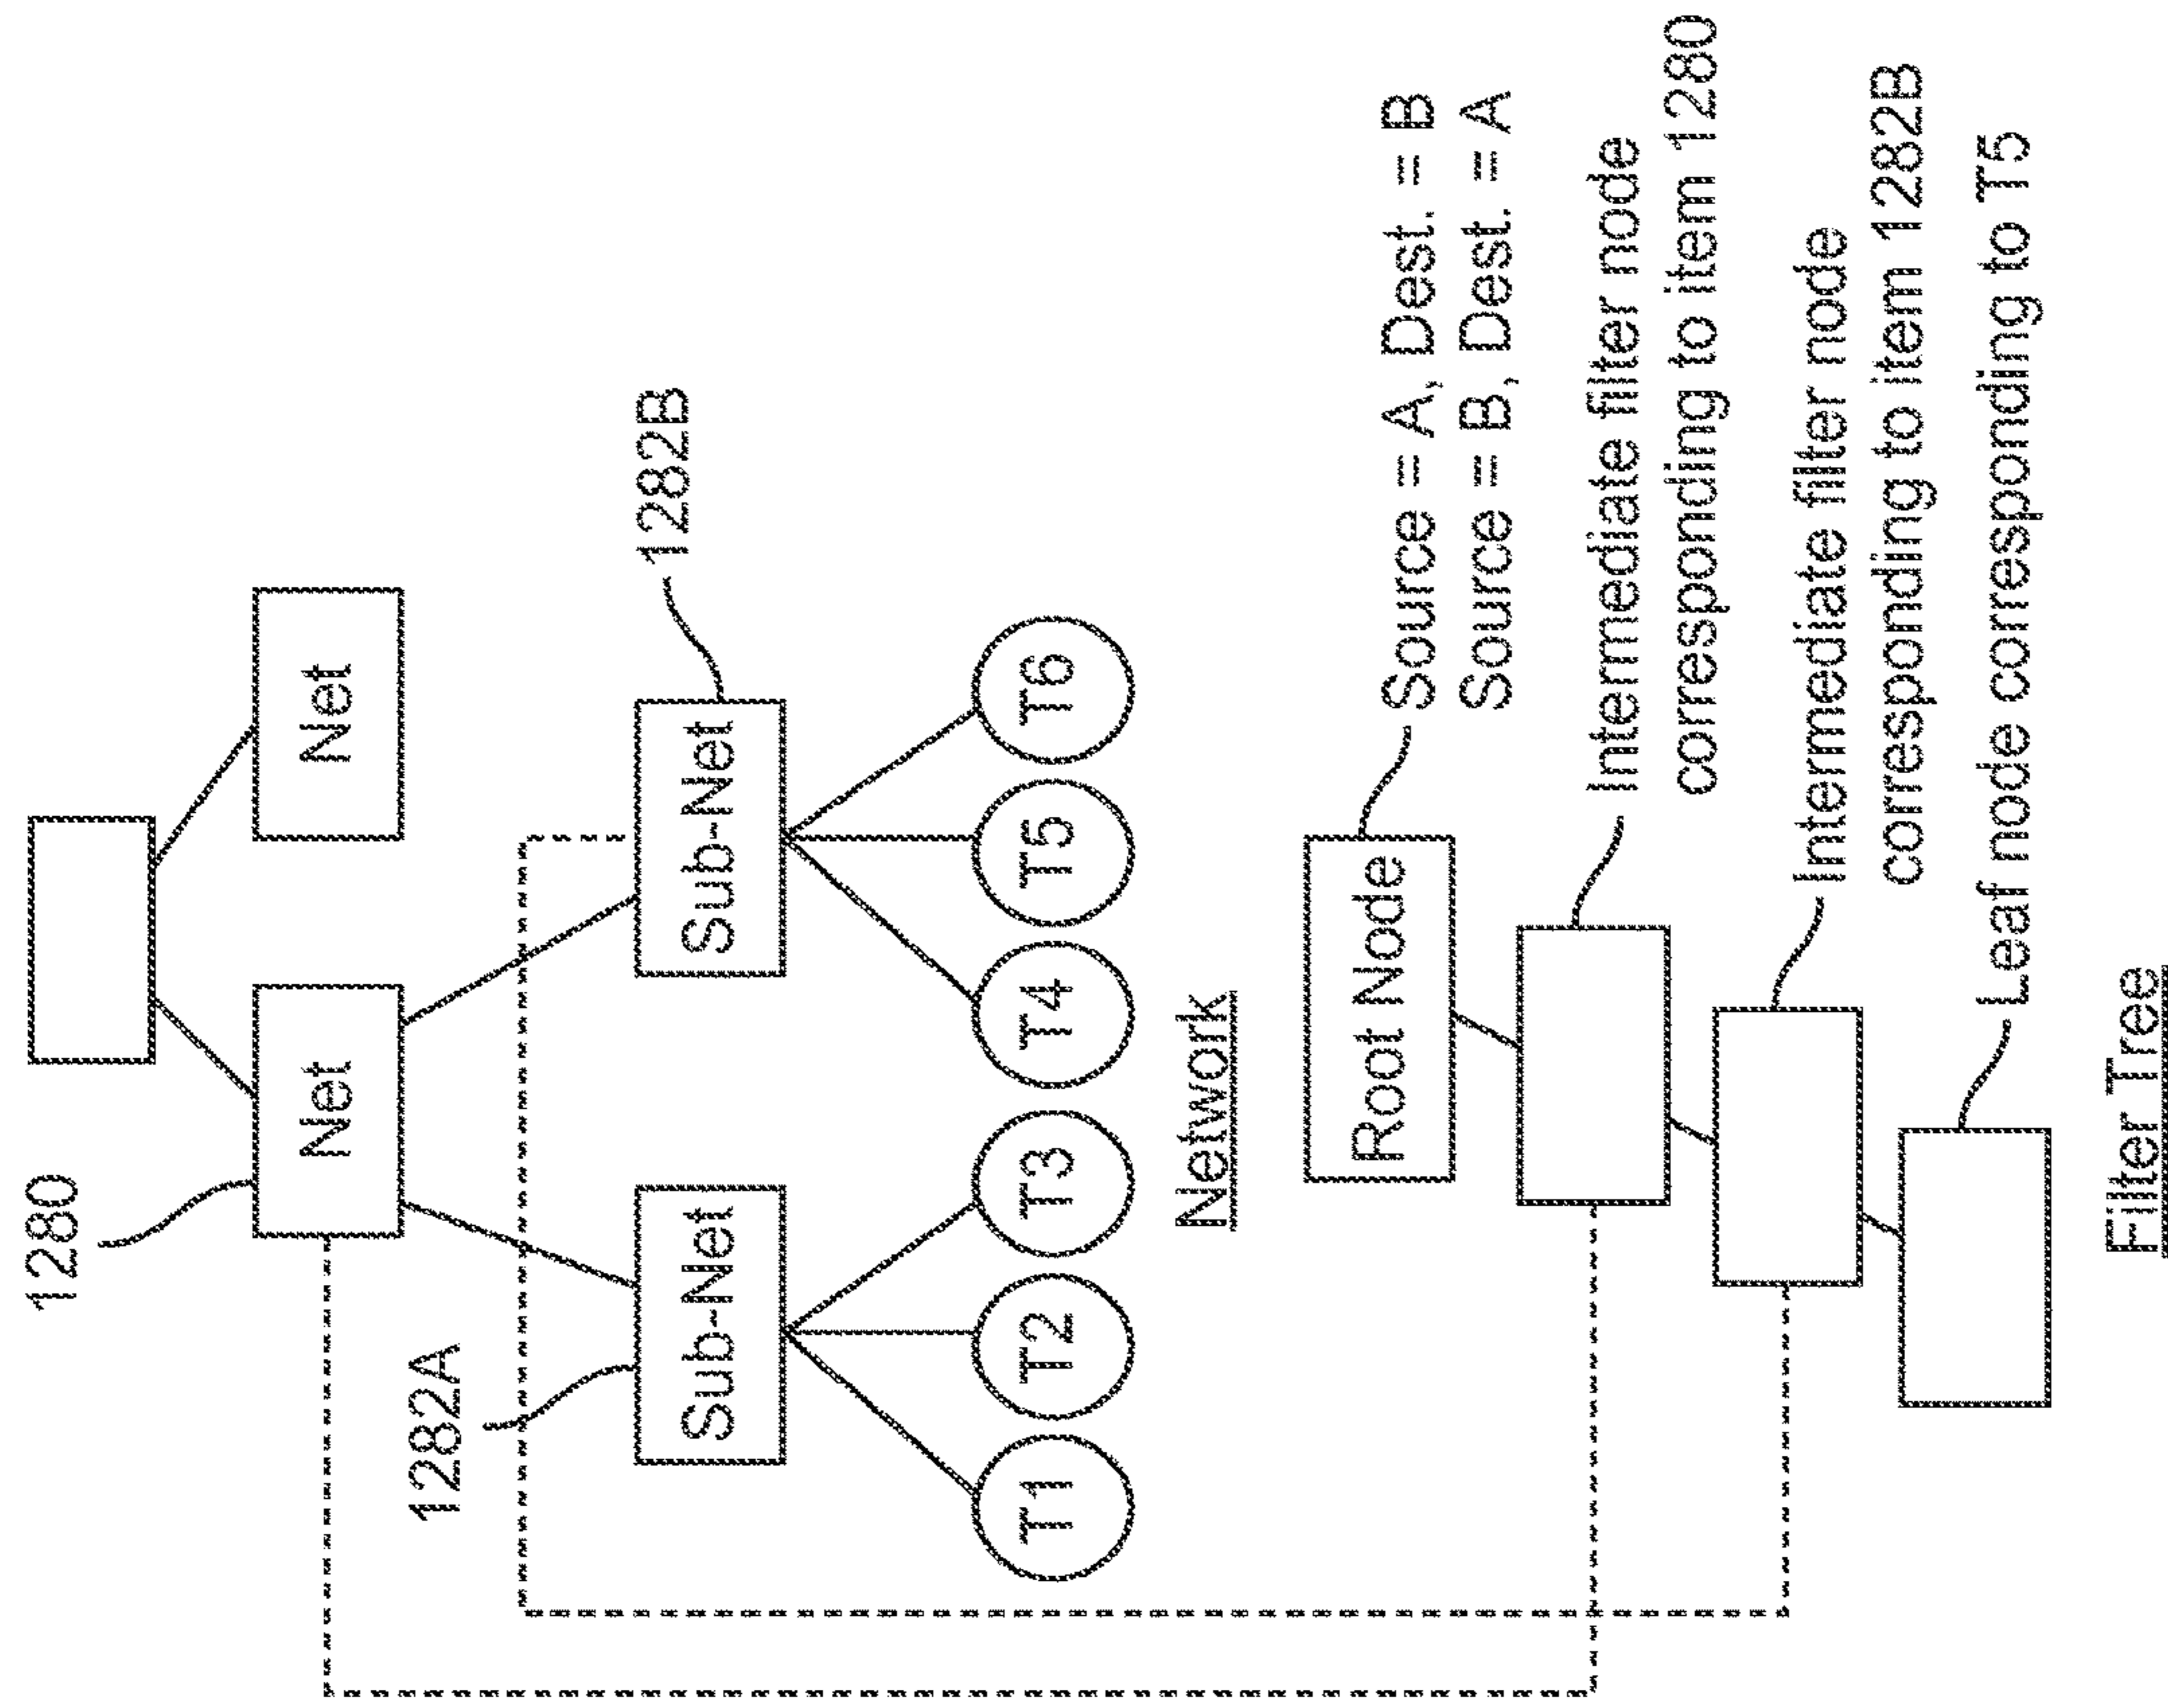 1280
Net
Net
1282A
1282B
Sub-Net
Sub-Net
T1
T2
T3
T4
T5
T6
Network
Root Node
Source = A, Dest. = B
Source = B, Dest. = A
Intermediate filter node
corresponding to item 1280
Intermediate filter node
corresponding to item 1282B
Leaf node corresponding to T5
Filter Tree